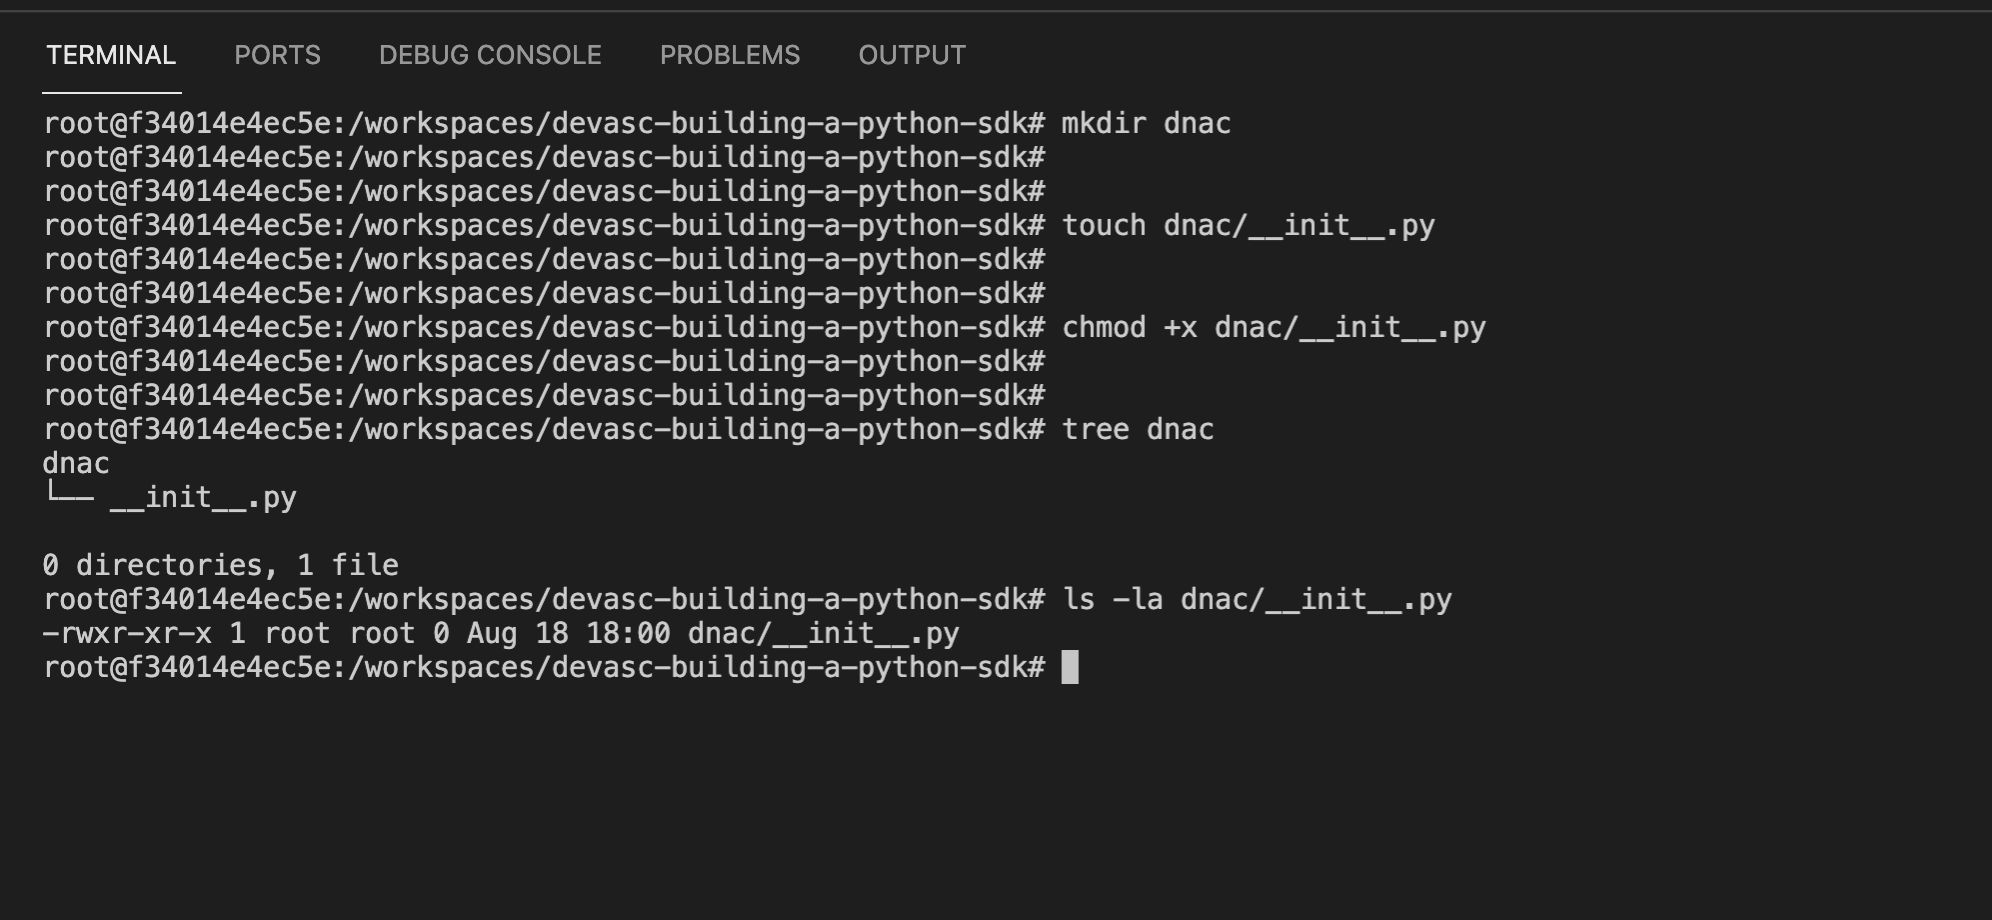 TERMINAL PORTS DEBUG CONSOLE PROBLEMS OUTPUT
root@f34014e4ec5e:/workspaces/devasc-building-a-python-sdk# mkdir dnac
root@f34014e4ec5e:/workspaces/devasc-building-a-python-sdk#
root@f34014e4ec5e:/workspaces/devasc-building-a-python-sdk#
root@f34014e4ec5e:/workspaces/devasc-building-a-python-sdk# touch dnac/__init__.py
root@f34014e4ec5e:/workspaces/devasc-building-a-python-sdk#
root@f34014e4ec5e:/workspaces/devasc-building-a-python-sdk#
root@f34014e4ec5e:/workspaces/devasc-building-a-python-sdk# chmod +x dnac/__init__.py
root@f34014e4ec5e:/workspaces/devasc-building-a-python-sdk#
root@f34014e4ec5e:/workspaces/devasc-building-a-python-sdk#
root@f34014e4ec5e:/workspaces/devasc-building-a-python-sdk# tree dnac
dnac
└── __init__.py
0 directories, 1 file
root@f34014e4ec5e:/workspaces/devasc-building-a-python-sdk# ls -la dnac/__init__.py
-rwxr-xr-x 1 root root 0 Aug 18 18:00 dnac/__init__.py
root@f34014e4ec5e:/workspaces/devasc-building-a-python-sdk#